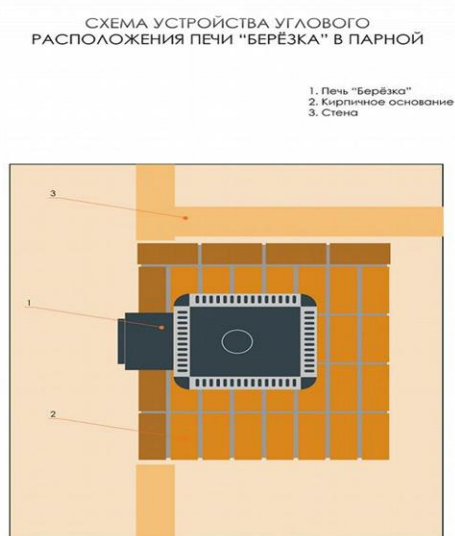 СХЕМА УСТРОЙСТВА УГЛОВОГО
РАСПОЛОЖЕНИЯ ПЕЧИ “БЕРЁЗКА” В ПАРНОЙ
1. Печь “Берёзка”
2. Кирпичное основание
3. Стена
3
1
2